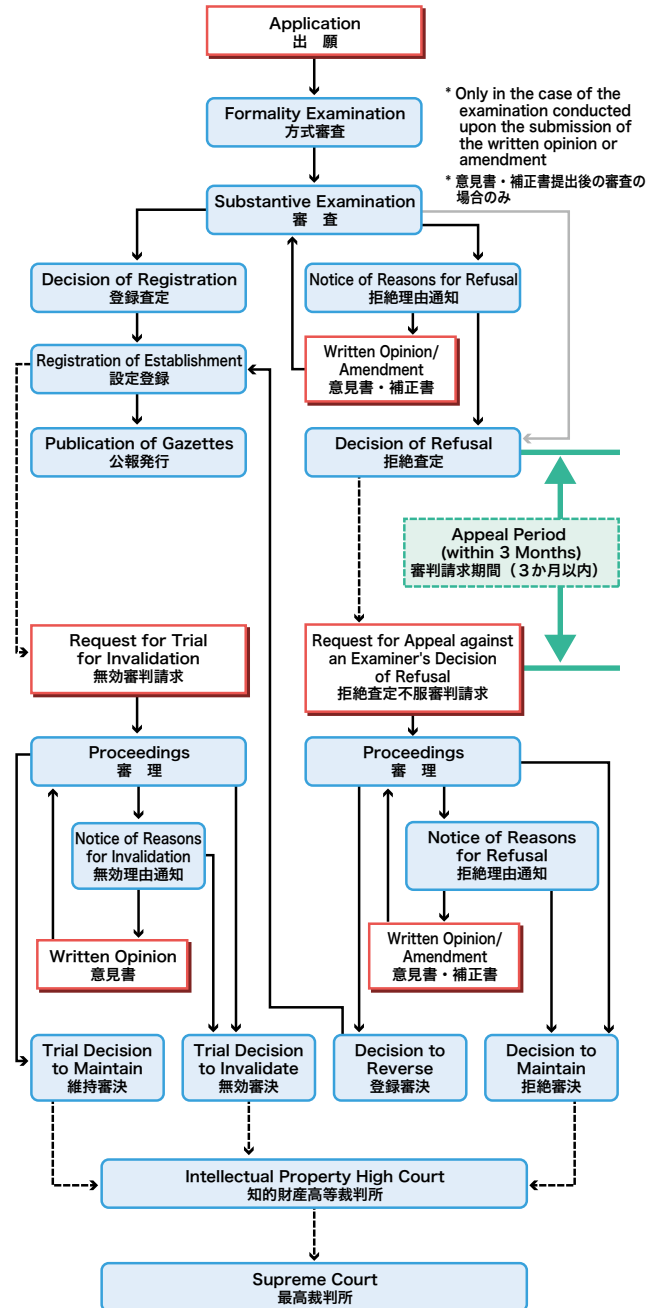 Application
出 願
Formality Examination
方式審査
* Only in the case of the
examination conducted
upon the submission of
the written opinion or
amendment
* 意見書・補正書提出後の審査の
場合のみ
Substantive Examination
審 査
Decision of Registration
登録査定
Notice of Reasons for Refusal
拒絶理由通知
Registration of Establishment
設定登録
Written Opinion/
Amendment
意見書・補正書
Publication of Gazettes
公報発行
Decision of Refusal
拒絶査定
Appeal Period
(within 3 Months)
審判請求期間（３か月以内）
Request for Trial
for Invalidation
無効審判請求
Request for Appeal against
an Examiner's Decision
of Refusal
拒絶査定不服審判請求
Proceedings
審 理
Proceedings
審 理
Notice of Reasons
for Invalidation
無効理由通知
Notice of Reasons
for Refusal
拒絶理由通知
Written Opinion
意見書
Written Opinion/
Amendment
意見書・補正書
Trial Decision
to Maintain
維持審決
Trial Decision
to Invalidate
無効審決
Decision to
Reverse
登録審決
Decision to
Maintain
拒絶審決
Intellectual Property High Court
知的財産高等裁判所
Supreme Court
最高裁判所